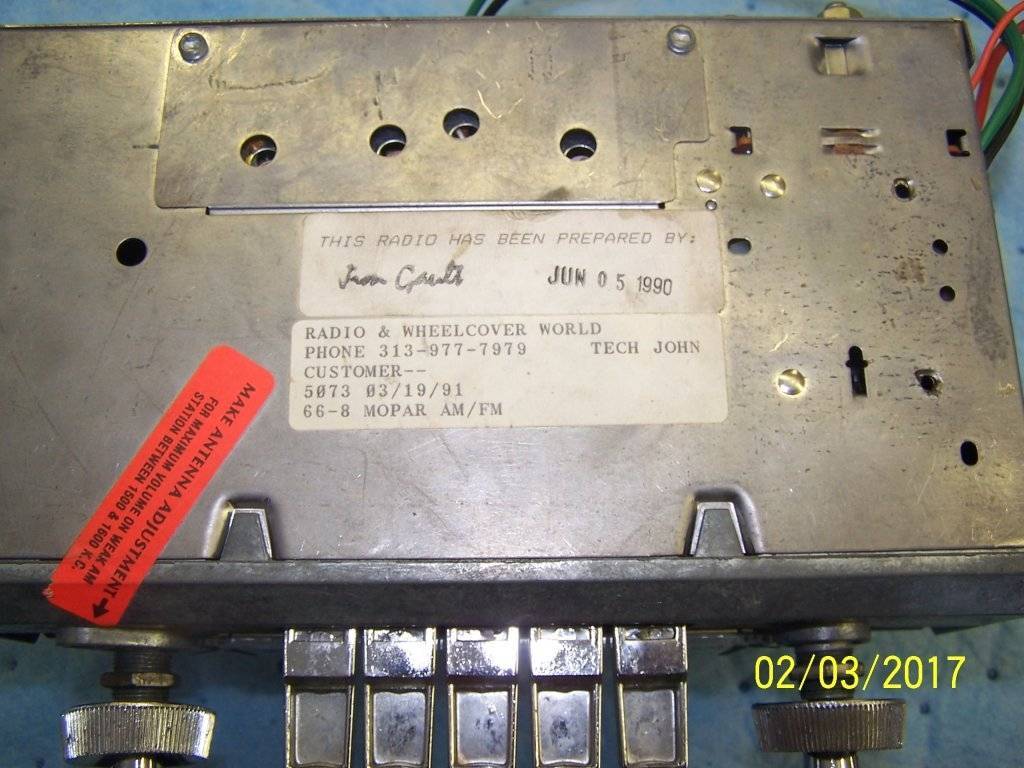 THIS RADIO HAS BEEN PREPARED BY:
JUN 05 1990
RADIO & WHEELCOVER WORLD
PHONE 313-977-7979 TECH JOHN
CUSTOMER--
5073 03/19/91
66-8 MOPAR AM/FM
MAKE ANTENNA ADJUSTMENT→
FOR MAXIMUM VOLUME ON WEAK AM
STATION BETWEEN 1500 & 1600 K.C.
02/03/2017